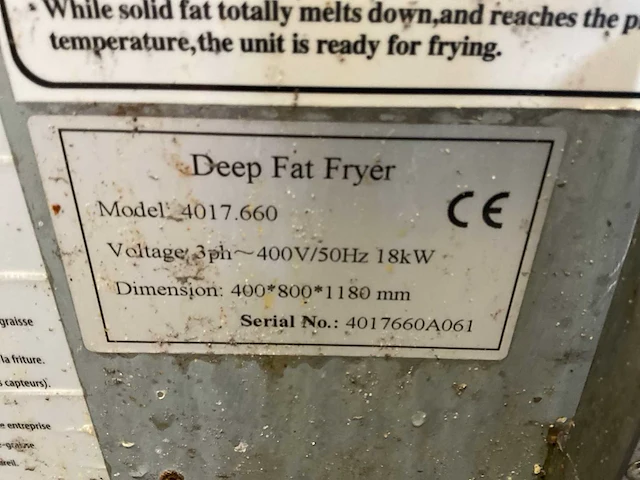 While solid fat totally melts down,and reaches the
temperature,the unit is ready for frying.
Deep Fat Fryer
Model: 4017.660
CE
Voltage: 3ph~400V/50Hz 18kW
Dimension: 400*800*1180 mm
Serial No.: 4017660A061
graisse
la friture.
capteurs).
entreprise
-graisse